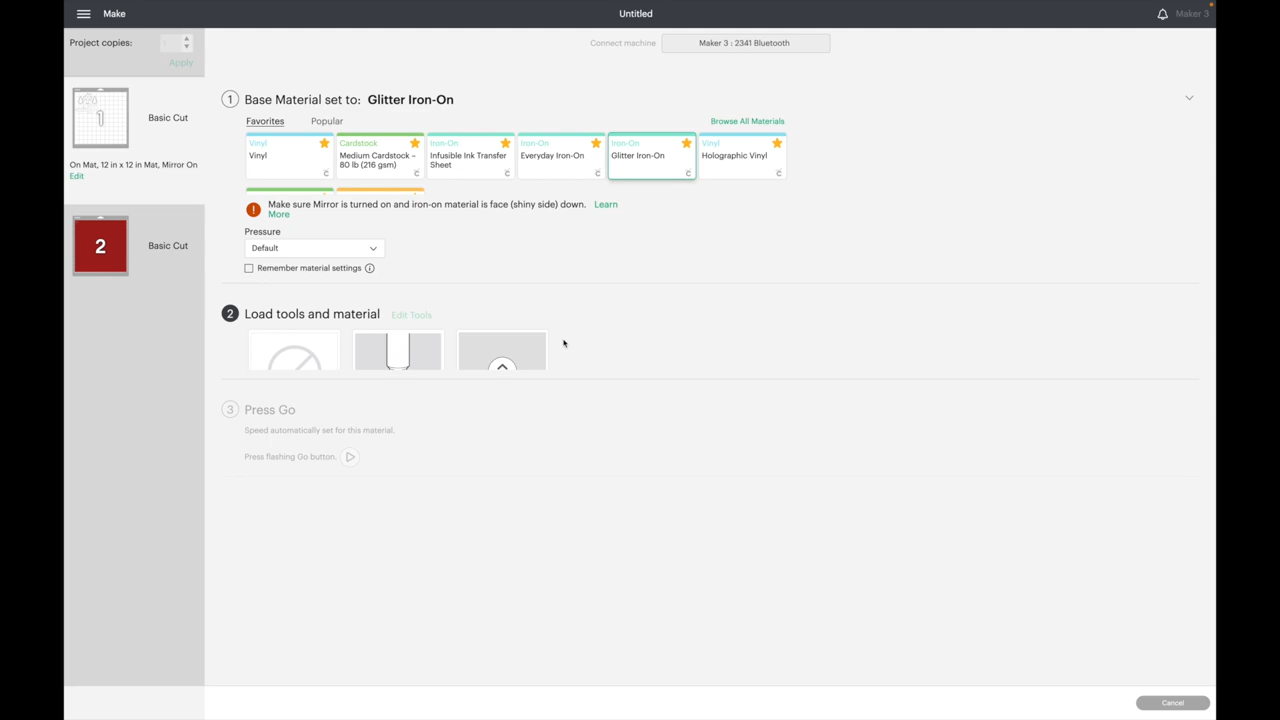 Make
Untitled
Maker 3
Project copies:
1
Apply
Connect machine
Maker 3 : 2341 Bluetooth
1
Basic Cut
On Mat, 12 in x 12 in Mat, Mirror On
Edit
2
Basic Cut
1 Base Material set to: Glitter Iron-On
Favorites
Popular
Browse All Materials
Vinyl
Vinyl
C
Cardstock
Medium Cardstock –
80 lb (216 gsm)
C
Iron-On
Infusible Ink Transfer
Sheet
C
Iron-On
Everyday Iron-On
C
Iron-On
Glitter Iron-On
C
Vinyl
Holographic Vinyl
C
! Make sure Mirror is turned on and iron-on material is face (shiny side) down. Learn
More
Pressure
Default
Remember material settings i
2 Load tools and material Edit Tools
3 Press Go
Speed automatically set for this material.
Press flashing Go button.
Cancel